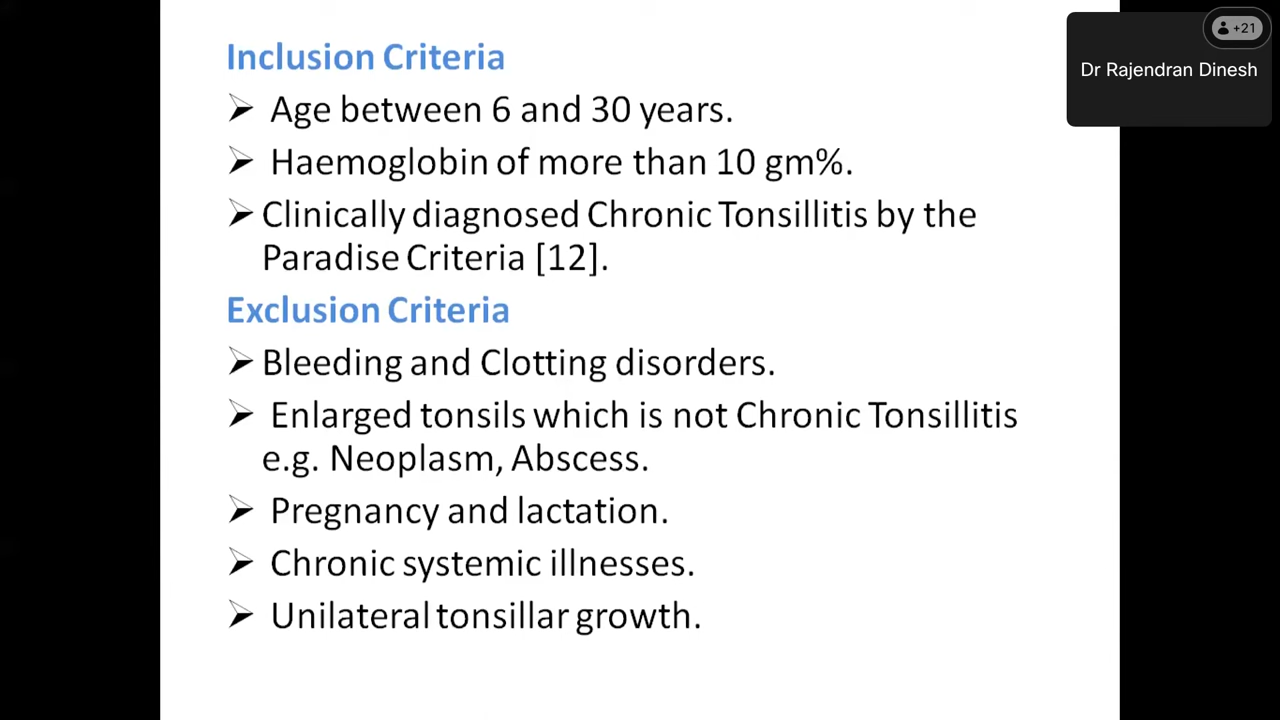 Inclusion Criteria
➢ Age between 6 and 30 years.
➢ Haemoglobin of more than 10 gm%.
➢ Clinically diagnosed Chronic Tonsillitis by the
Paradise Criteria [12].
Exclusion Criteria
➢ Bleeding and Clotting disorders.
➢ Enlarged tonsils which is not Chronic Tonsillitis
e.g. Neoplasm, Abscess.
➢ Pregnancy and lactation.
➢ Chronic systemic illnesses.
➢ Unilateral tonsillar growth.
+21
Dr Rajendran Dinesh